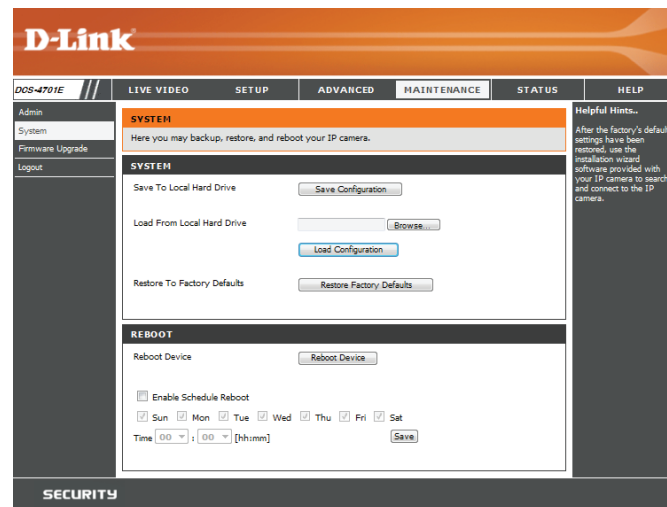 D-Link
DCS-4701E
LIVE VIDEO
SETUP
ADVANCED
MAINTENANCE
STATUS
HELP
Admin
System
Firmware Upgrade
Logout
SYSTEM
Here you may backup, restore, and reboot your IP camera.
SYSTEM
Save To Local Hard Drive
Save Configuration
Load From Local Hard Drive
Browse...
Load Configuration
Restore To Factory Defaults
Restore Factory Defaults
REBOOT
Reboot Device
Reboot Device
Enable Schedule Reboot
Sun Mon Tue Wed Thu Fri Sat
Time 00 : 00 [hh:mm]
Save
Helpful Hints..
After the factory's defaul
settings have been
restored, use the
installation wizard
software provided with
your IP camera to search
and connect to the IP
camera.
SECURITY